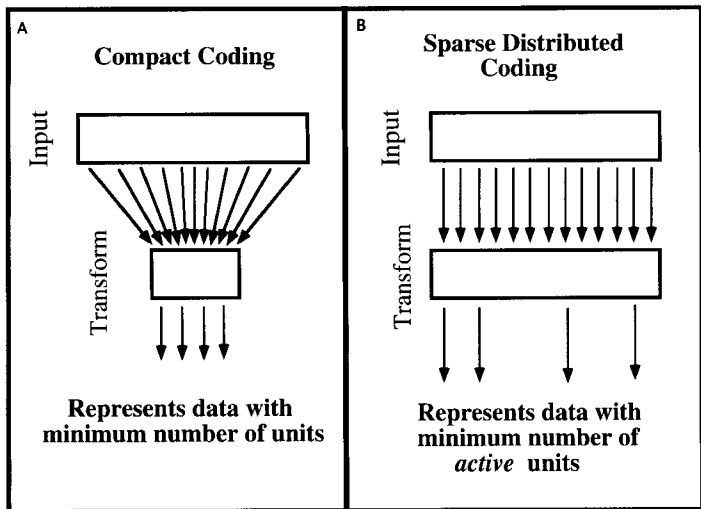 A
Compact Coding
Input
Transform
Represents data with
minimum number of units
B
Sparse Distributed
Coding
Input
Transform
Represents data with
minimum number of
active units